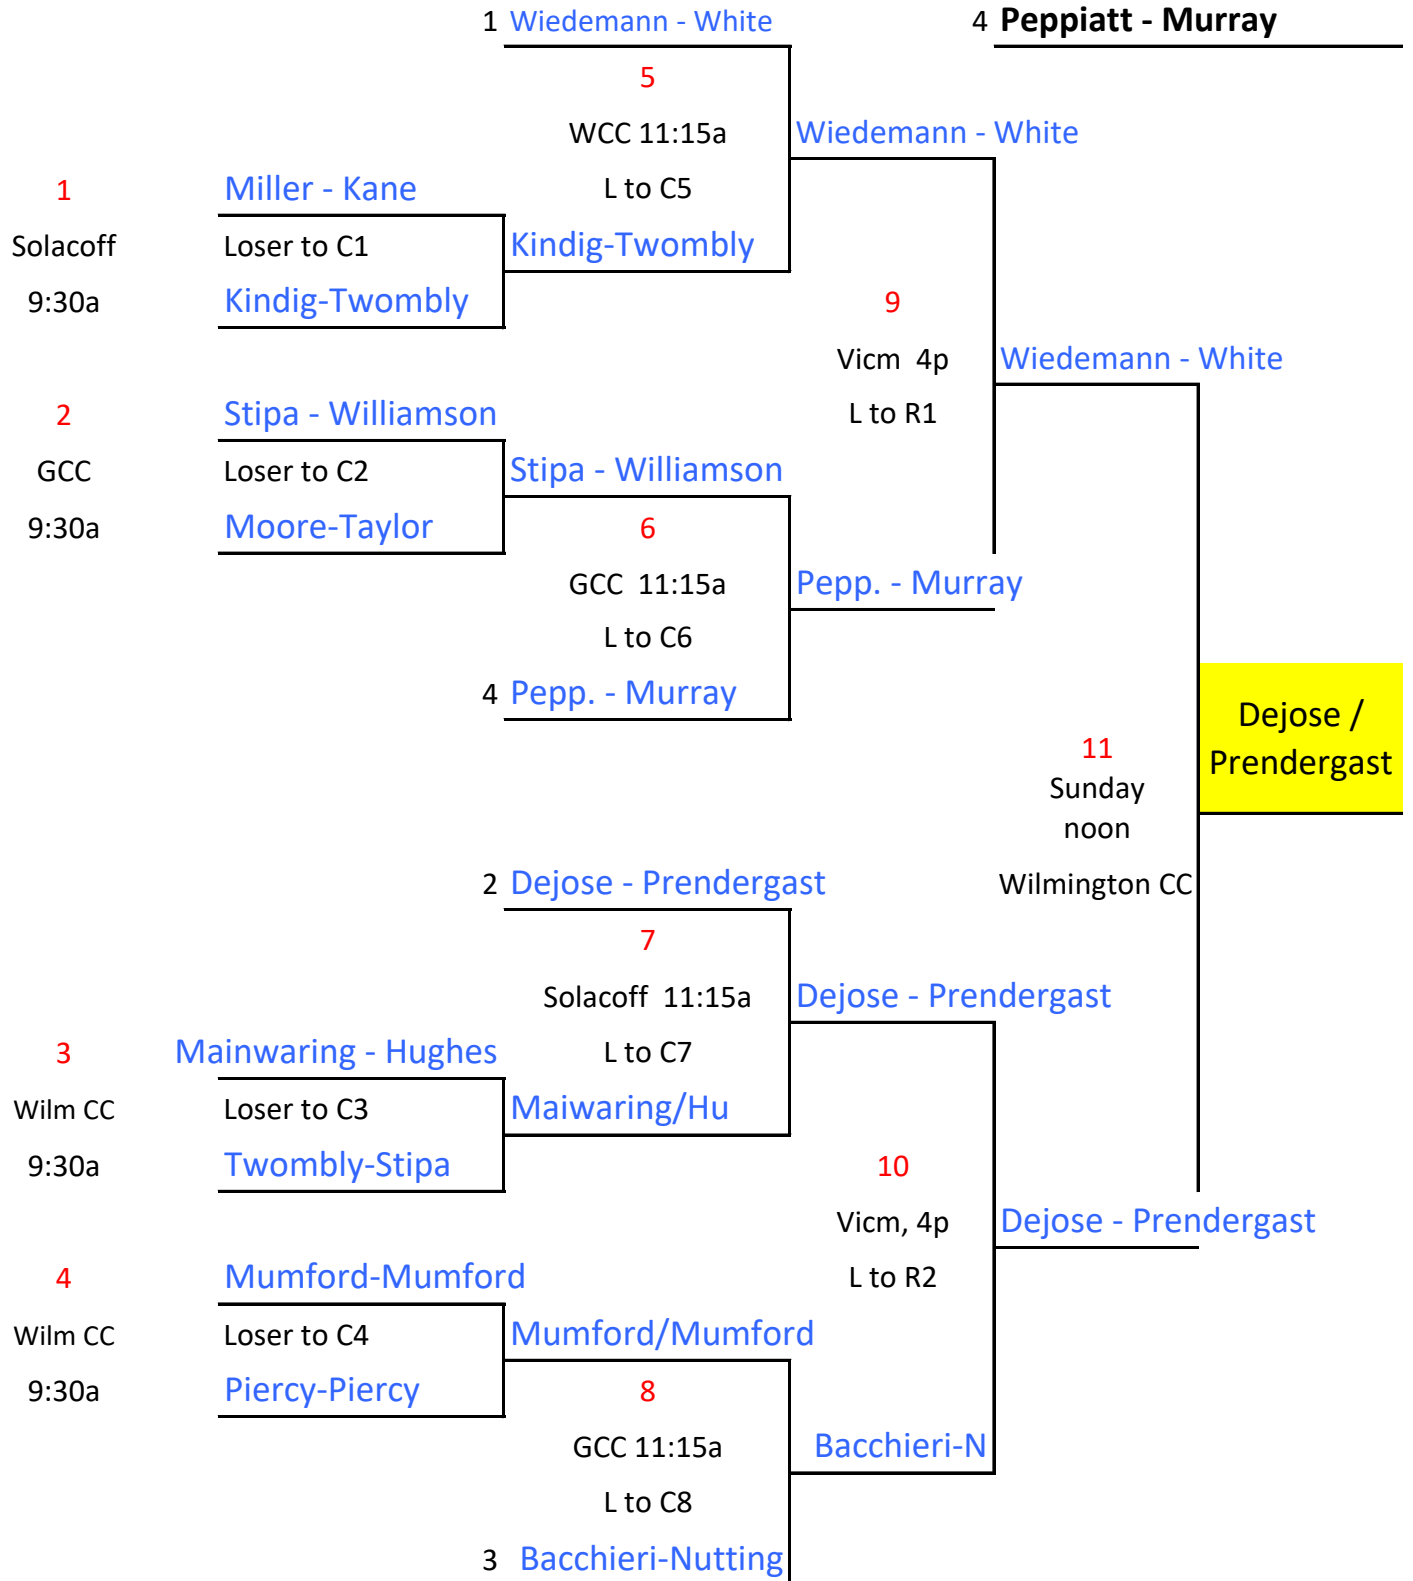 1 Wiedemann - White
4 Peppiatt - Murray
5
WCC 11:15a
Wiedemann - White
1
Miller - Kane
L to C5
Solacoff
Loser to C1
Kindig-Twombly
9:30a
Kindig-Twombly
9
Vicm 4p
Wiedemann - White
2
Stipa - Williamson
L to R1
GCC
Loser to C2
Stipa - Williamson
9:30a
Moore-Taylor
6
GCC 11:15a
Pepp. - Murray
L to C6
4 Pepp. - Murray
Dejose /
Prendergast
11
Sunday
noon
Wilmington CC
2 Dejose - Prendergast
7
Solacoff 11:15a
Dejose - Prendergast
3
Mainwaring - Hughes
L to C7
Wilm CC
Loser to C3
Maiwaring/Hu
9:30a
Twombly-Stipa
10
Vicm, 4p
Dejose - Prendergast
4
Mumford-Mumford
L to R2
Wilm CC
Loser to C4
Mumford/Mumford
9:30a
Piercy-Piercy
8
GCC 11:15a
Bacchieri-N
L to C8
3 Bacchieri-Nutting